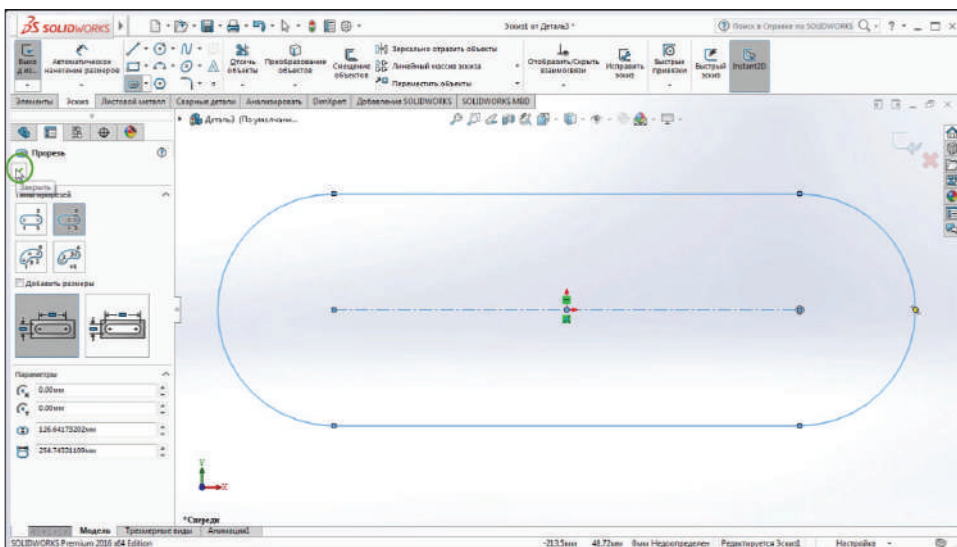 SOLIDWORKS
Эскиз1 от Деталь3 *
Поиск в Справке по SOLIDWORKS
Автоматическое нанесение размеров
Отсечь объекты
Преобразование объектов
Смещение объектов
Зеркально отразить объекты
Линейный массив эскиза
Переместить объекты
Отобразить/Скрыть взаимосвязи
Исправить эскиз
Быстрые привязки
Быстрый эскиз
Instant2D
Элементы Эскиз Листовой металл Сварные детали Анализировать DimXpert Добавления SOLIDWORKS SOLIDWORKS MBD
Деталь3 (По умолчани...
Прорезь
Закрыть
Добавить размеры
Параметры
0.00мм
0.00мм
126.64173202мм
254.74331109мм
Y
X
*Спереди
Модель Трехмерные виды Анимация1
SOLIDWORKS Premium 2016 x64 Edition
-213.5мм 48.72мм 0мм Недоопределен Редактируется Эскиз1 Настройка